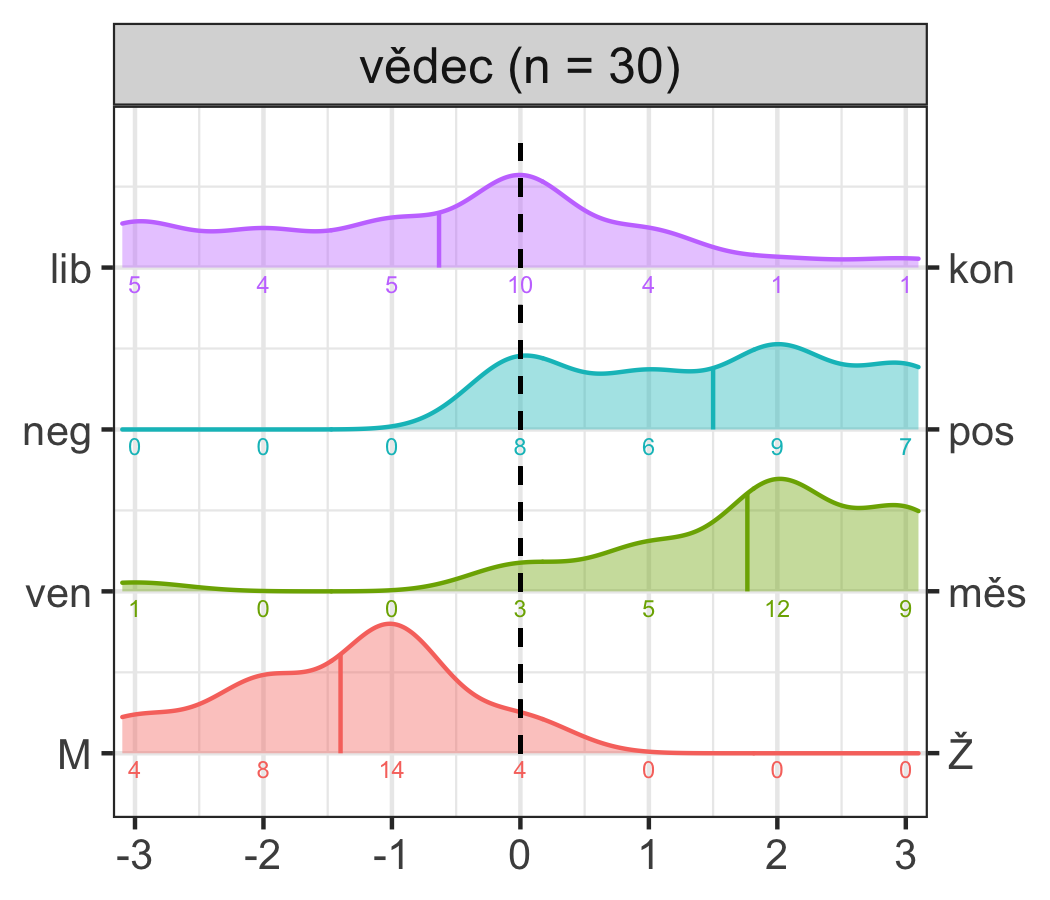 vědec (n = 30)
lib kon
5 4 5 10 4 1 1
neg pos
0 0 0 8 6 9 7
ven měs
1 0 0 3 5 12 9
M Ž
4 8 14 4 0 0 0
-3 -2 -1 0 1 2 3